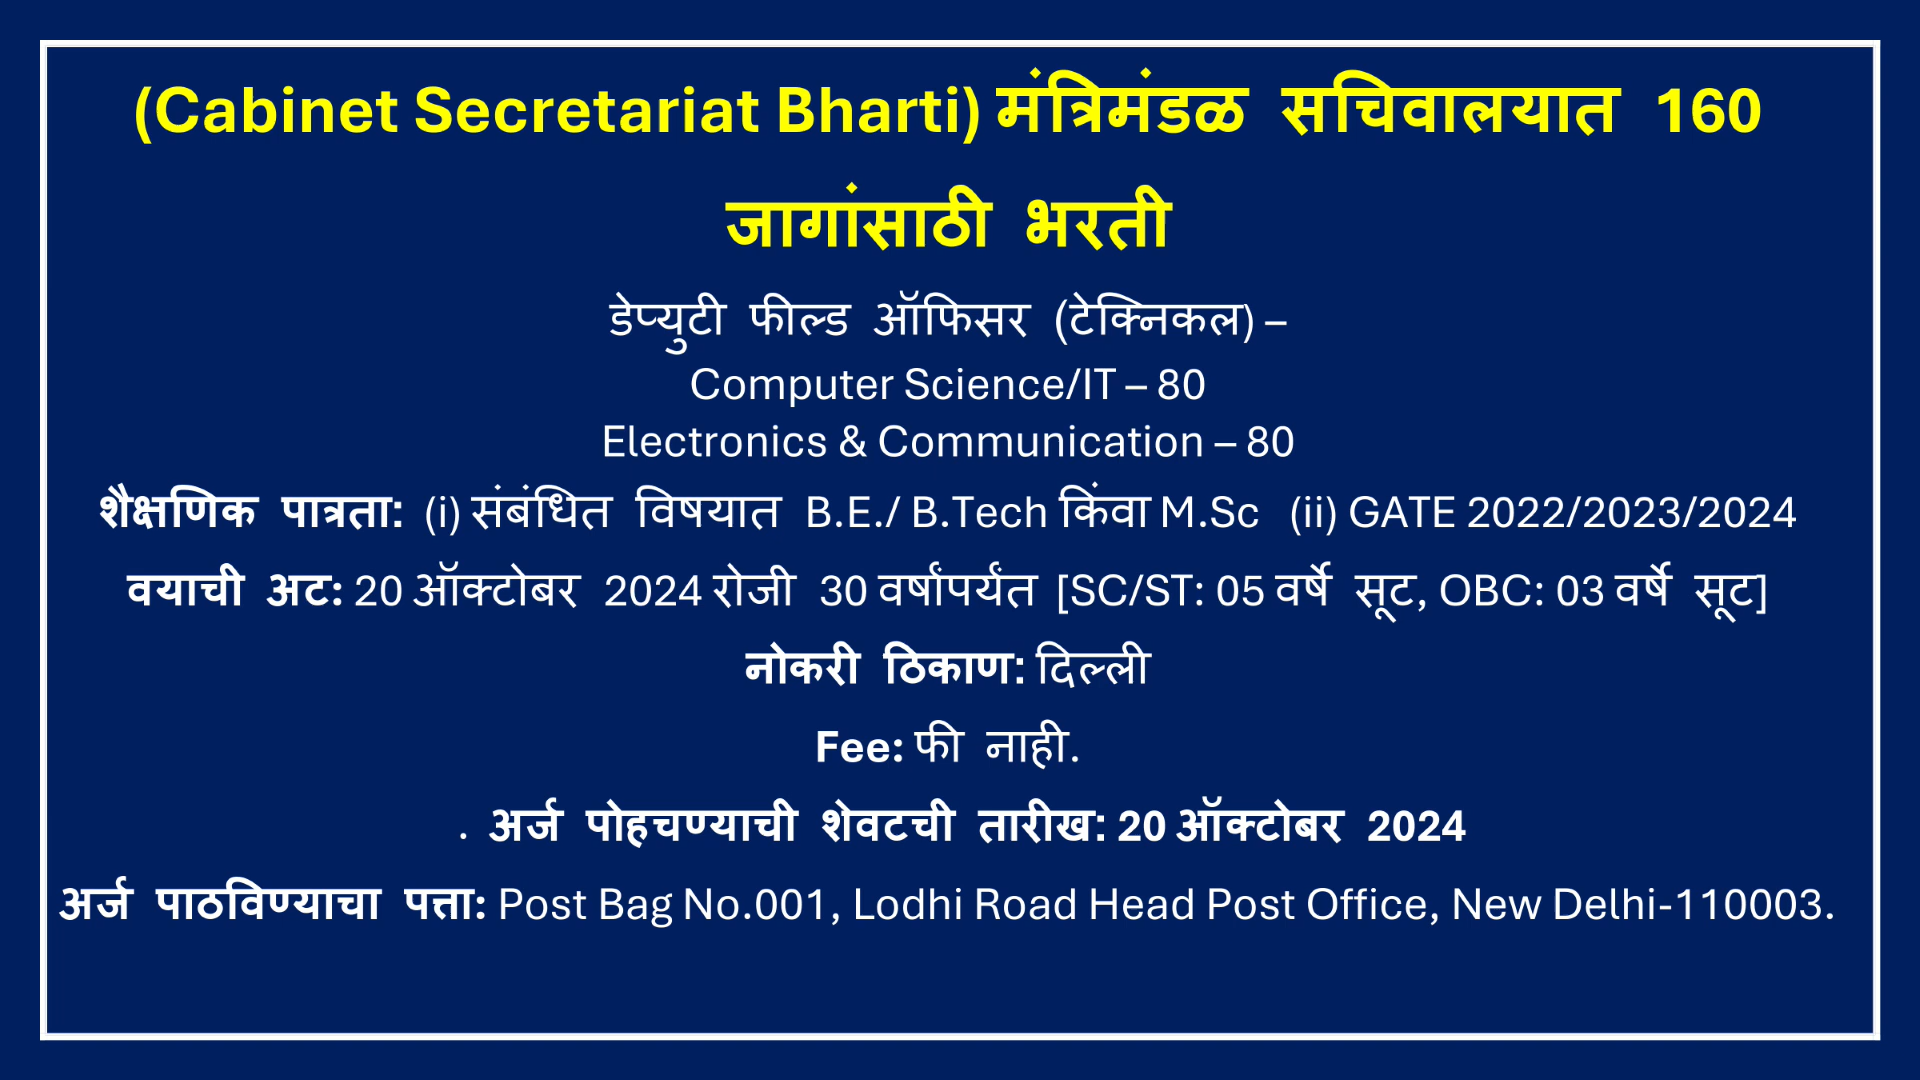 (Cabinet Secretariat Bharti) मंत्रिमंडळ सचिवालयात 160
जागांसाठी भरती
डेप्युटी फील्ड ऑफिसर (टेक्निकल) –
Computer Science/IT – 80
Electronics & Communication – 80
शैक्षणिक पात्रता: (i) संबंधित विषयात B.E./ B.Tech किंवा M.Sc (ii) GATE 2022/2023/2024
वयाची अट: 20 ऑक्टोबर 2024 रोजी 30 वर्षांपर्यंत [SC/ST: 05 वर्षे सूट, OBC: 03 वर्षे सूट]
नोकरी ठिकाण: दिल्ली
Fee: फी नाही.
. अर्ज पोहचण्याची शेवटची तारीख: 20 ऑक्टोबर 2024
अर्ज पाठविण्याचा पत्ता: Post Bag No.001, Lodhi Road Head Post Office, New Delhi-110003.